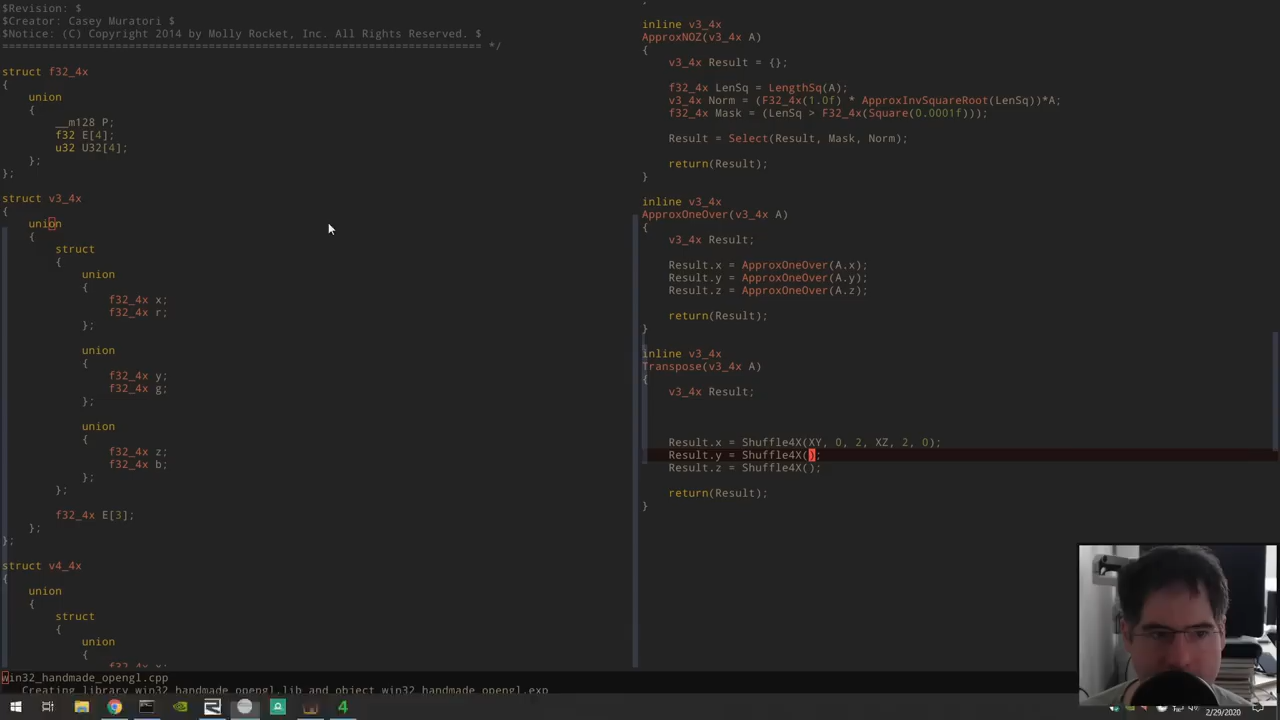 $Revision: $
$Creator: Casey Muratori $
$Notice: (C) Copyright 2014 by Molly Rocket, Inc. All Rights Reserved. $
======================================================================== */
struct f32_4x
{
union
{
__m128 P;
f32 E[4];
u32 U32[4];
};
};
struct v3_4x
{
union
{
struct
{
union
{
f32_4x x;
f32_4x r;
};
union
{
f32_4x y;
f32_4x g;
};
union
{
f32_4x z;
f32_4x b;
};
};
f32_4x E[3];
};
};
struct v4_4x
{
union
{
struct
{
union
{
inline v3_4x
ApproxNOZ(v3_4x A)
{
v3_4x Result = {};
f32_4x LenSq = LengthSq(A);
v3_4x Norm = (F32_4x(1.0f) * ApproxInvSquareRoot(LenSq))*A;
f32_4x Mask = (LenSq > F32_4x(Square(0.0001f)));
Result = Select(Result, Mask, Norm);
return(Result);
}
inline v3_4x
ApproxOneOver(v3_4x A)
{
v3_4x Result;
Result.x = ApproxOneOver(A.x);
Result.y = ApproxOneOver(A.y);
Result.z = ApproxOneOver(A.z);
return(Result);
}
inline v3_4x
Transpose(v3_4x A)
{
v3_4x Result;
Result.x = Shuffle4X(XY, 0, 2, XZ, 2, 0);
Result.y = Shuffle4X();
Result.z = Shuffle4X();
return(Result);
}
win32_handmade_opengl.cpp
Creating library win32_handmade_opengl.lib and object win32_handmade_opengl.exp
4
2/29/2020